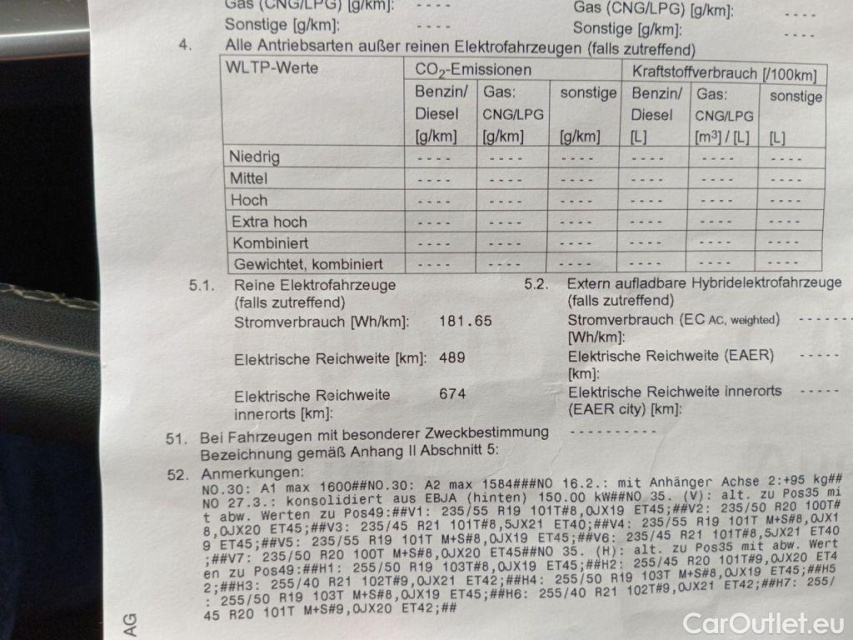 Gas (CNG/LPG) [g/km]: ---- Gas (CNG/LPG) [g/km]: ----
Sonstige [g/km]: ---- Sonstige [g/km]: ----
4. Alle Antriebsarten außer reinen Elektrofahrzeugen (falls zutreffend)
WLTP-Werte CO2-Emissionen Kraftstoffverbrauch [/100km]
Benzin/ Gas: sonstige Benzin/ Gas: sonstige
Diesel CNG/LPG Diesel CNG/LPG
[g/km] [g/km] [g/km] [L] [m³] / [L] [L]
Niedrig ---- ---- ---- ---- ---- ----
Mittel ---- ---- ---- ---- ---- ----
Hoch ---- ---- ---- ---- ---- ----
Extra hoch ---- ---- ---- ---- ---- ----
Kombiniert ---- ---- ---- ---- ---- ----
Gewichtet, kombiniert ---- ---- ---- ---- ---- ----
5.1. Reine Elektrofahrzeuge 5.2. Extern aufladbare Hybridelektrofahrzeuge
(falls zutreffend) (falls zutreffend)
Stromverbrauch [Wh/km]: 181.65 Stromverbrauch (EC AC, weighted) ------
[Wh/km]:
Elektrische Reichweite [km]: 489 Elektrische Reichweite (EAER) -----
[km]:
Elektrische Reichweite 674 Elektrische Reichweite innerorts -----
innerorts [km]: (EAER city) [km]:
51. Bei Fahrzeugen mit besonderer Zweckbestimmung ----------
Bezeichnung gemäß Anhang II Abschnitt 5:
52. Anmerkungen:
NO.30: A1 max 1600##NO.30: A2 max 1584###NO 16.2.: mit Anhänger Achse 2:+95 kg##
NO 27.3.: konsolidiert aus EBJA (hinten) 150.00 kW##NO 35. (V): alt. zu Pos35 mi
t abw. Werten zu Pos49:##V1: 235/55 R19 101T#8,0JX19 ET45;##V2: 235/50 R20 100T#
8,0JX20 ET45;##V3: 235/45 R21 101T#8,5JX21 ET40;##V4: 235/55 R19 101T M+S#8,0JX1
9 ET45;##V5: 235/55 R19 101T M+S#8,0JX19 ET45;##V6: 235/45 R21 101T#8,5JX21 ET40
;##V7: 235/50 R20 100T M+S#8,0JX20 ET45##NO 35. (H): alt. zu Pos35 mit abw. Wert
en zu Pos49:##H1: 255/50 R19 103T#8,0JX19 ET45;##H2: 255/45 R20 101T#9,0JX20 ET4
2;##H3: 255/40 R21 102T#9,0JX21 ET42;##H4: 255/50 R19 103T M+S#8,0JX19 ET45;##H5
: 255/50 R19 103T M+S#8,0JX19 ET45;##H6: 255/40 R21 102T#9,0JX21 ET42;##H7: 255/
45 R20 101T M+S#9,0JX20 ET42;##
AG
CarOutlet.eu